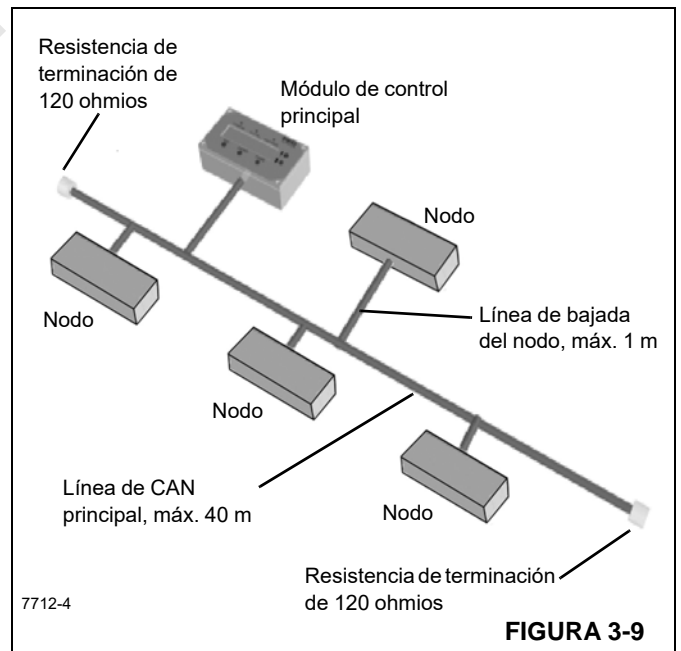 Resistencia de
terminación de
120 ohmios
Módulo de control
principal
Nodo
Nodo
Línea de bajada
del nodo, máx. 1 m
Nodo
Línea de CAN
principal, máx. 40 m
Nodo
Resistencia de terminación
de 120 ohmios
7712-4
FIGURA 3-9